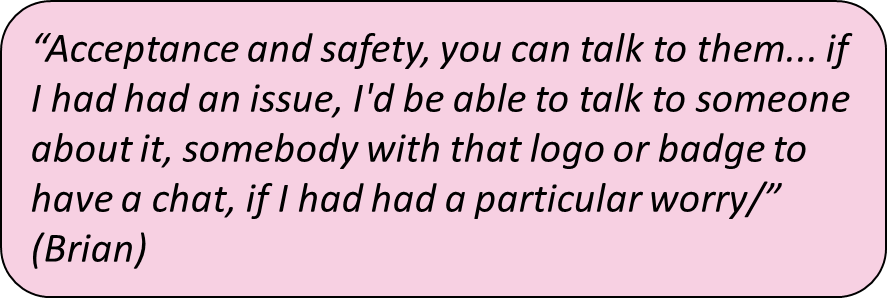 “Acceptance and safety, you can talk to them... if
I had had an issue, I'd be able to talk to someone
about it, somebody with that logo or badge to
have a chat, if I had had a particular worry/”
(Brian)